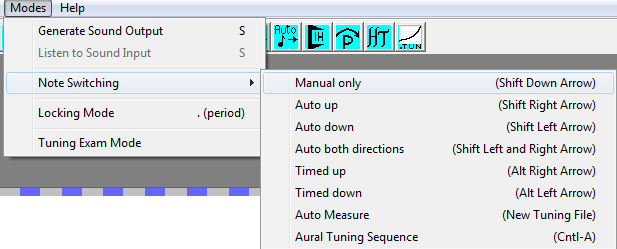 Modes Help
Auto
IH
P
.TUN
Generate Sound Output S
Listen to Sound Input S
Note Switching
Locking Mode . (period)
Tuning Exam Mode
Manual only (Shift Down Arrow)
Auto up (Shift Right Arrow)
Auto down (Shift Left Arrow)
Auto both directions (Shift Left and Right Arrow)
Timed up (Alt Right Arrow)
Timed down (Alt Left Arrow)
Auto Measure (New Tuning File)
Aural Tuning Sequence (Cntl-A)